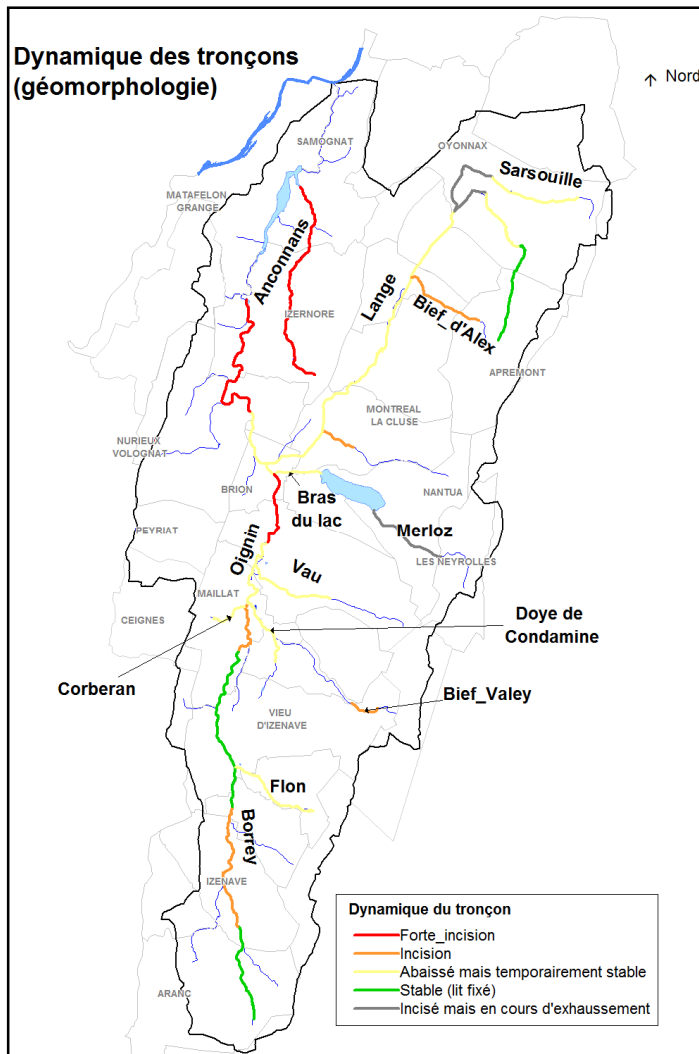 Dynamique des tronçons
(géomorphologie)
↑ Nord
SAMOGNAT
OYONNAX
Sarsouille
MATAFELON
GRANGE
Anconnans
Lange
IZERNORE
Bief_d'Alex
APREMONT
MONTREAL
LA CLUSE
NURIEUX
VOLOGNAT
BRION
Bras
du lac
NANTUA
PEYRIAT
Merloz
Oignin
LES NEYROLLES
Vau
MAILLAT
CEIGNES
Doye de
Condamine
Corberan
Bief_Valey
VIEU
D'IZENAVE
Flon
Borrey
IZENAVE
ARANC
Dynamique du tronçon
Forte_incision
Incision
Abaissé mais temporairement stable
Stable (lit fixé)
Incisé mais en cours d'exhaussement